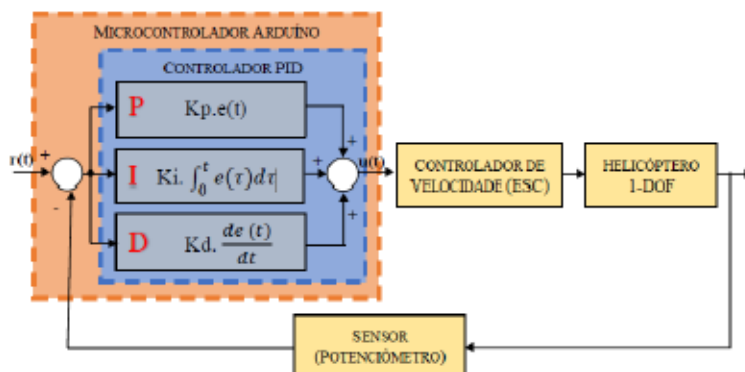 MICROCONTROLADOR ARDUÍNO
CONTROLADOR PID
P Kp.e(t)
r(t) +
-
I Ki. ∫₀ᵗ e(τ)dτ
+
+
+
u(t)
D Kd. de (t)/dt
CONTROLADOR DE
VELOCIDADE (ESC)
HELICÓPTERO
1-DOF
SENSOR
(POTENCIÔMETRO)